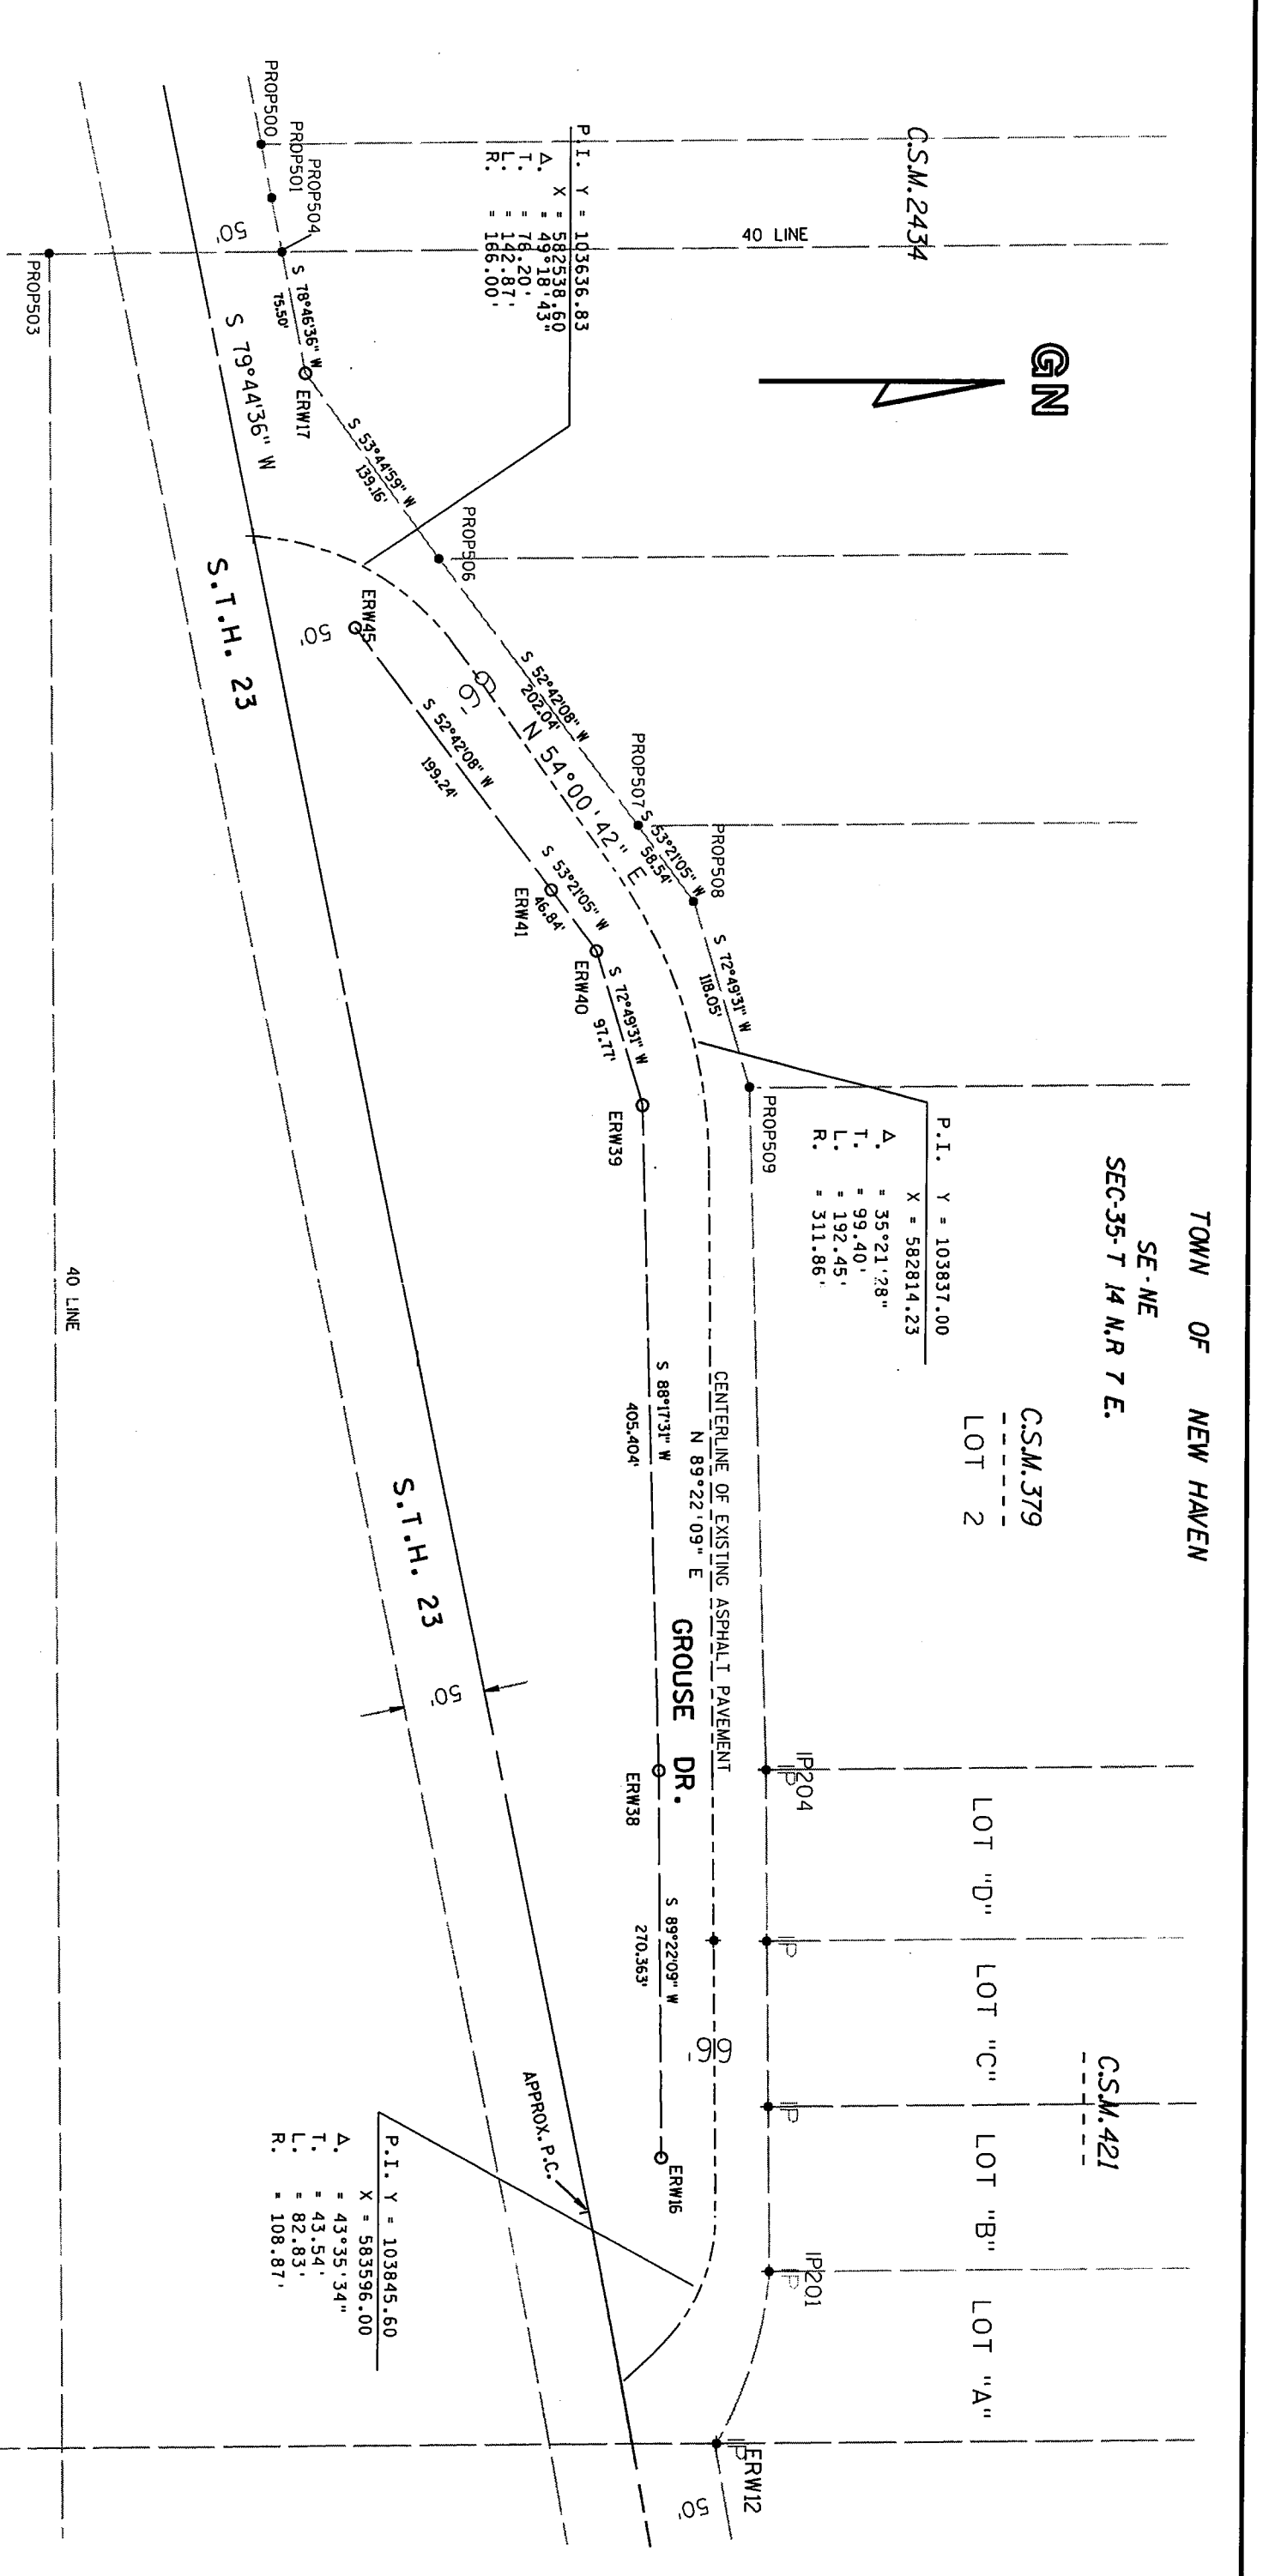 TOWN OF NEW HAVEN
SE-NE
SEC-35-T 14 N.R 7 E.
C.S.M. 2434
GN
40 LINE
C.S.M. 379
LOT 2
C.S.M. 421
LOT "D"
LOT "C"
LOT "B"
LOT "A"
P.I. Y = 103636.83
X = 582538.60
Δ. = 49°18'43"
T. = 76.20'
L. = 142.87'
R. = 166.00'
P.I. Y = 103837.00
X = 582814.23
Δ. = 35°21'28"
T. = 99.40'
L. = 192.45'
R. = 311.86'
PROP500
PROP501
PROP504
50'
S 78°46'36" W
75.50'
ERW17
S 53°44'59" W
139.16'
PROP506
S 52°42'08" W
202.04'
PROP507
S 53°21'05" W
58.54'
PROP508
S 72°49'31" W
118.05'
PROP509
IP204
IP
IP
IP
IP201
IP
ERW12
IP
50'
66'
N 54°00'42" E
CENTERLINE OF EXISTING ASPHALT PAVEMENT
N 89°22'09" E
GROUSE DR.
66'
ERW45
50'
S 52°42'08" W
199.24'
S 53°21'05" W
46.84'
ERW41
ERW40
S 72°49'31" W
97.77'
ERW39
S 88°17'31" W
405.404'
ERW38
S 89°22'09" W
270.363'
ERW16
APPROX. P.C.
S 79°44'36" W
S.T.H. 23
S.T.H. 23
50'
P.I. Y = 103845.60
X = 583596.00
Δ. = 43°35'34"
T. = 43.54'
L. = 82.83'
R. = 108.87'
PROP503
40 LINE